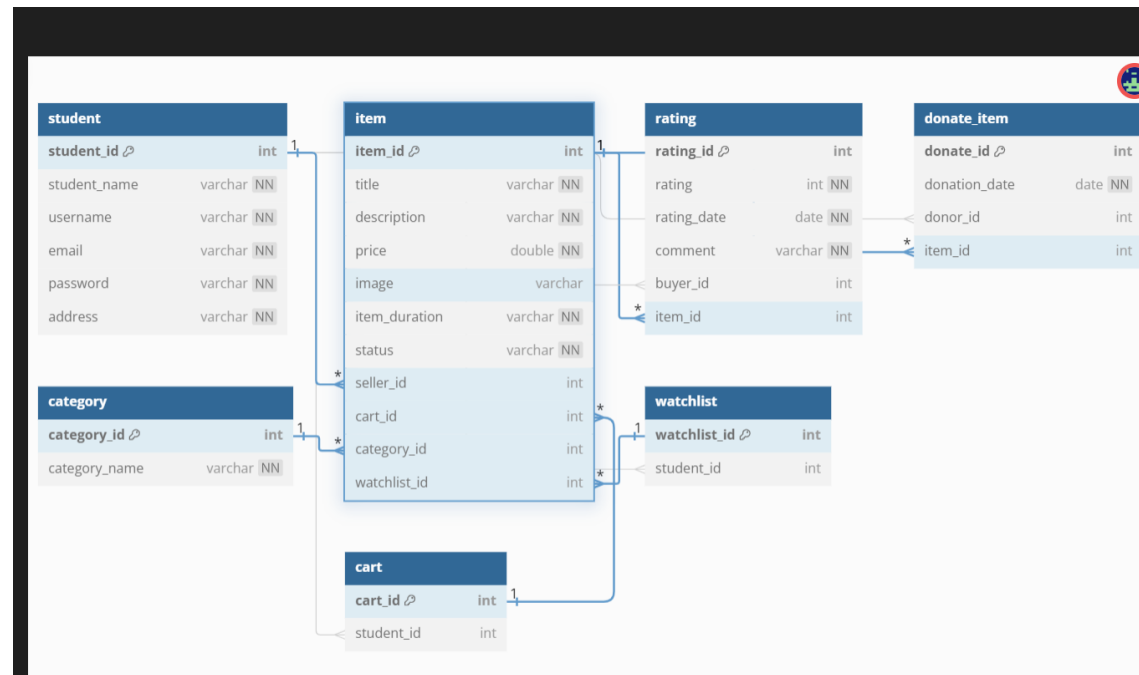 student
student_id int
student_name varchar NN
username varchar NN
email varchar NN
password varchar NN
address varchar NN
item
item_id int
title varchar NN
description varchar NN
price double NN
image varchar
item_duration varchar NN
status varchar NN
seller_id int
cart_id int
category_id int
watchlist_id int
rating
rating_id int
rating int NN
rating_date date NN
comment varchar NN
buyer_id int
item_id int
donate_item
donate_id int
donation_date date NN
donor_id int
item_id int
category
category_id int
category_name varchar NN
watchlist
watchlist_id int
student_id int
cart
cart_id int
student_id int
1
1
*
*
*
1
*
*
1
*
1